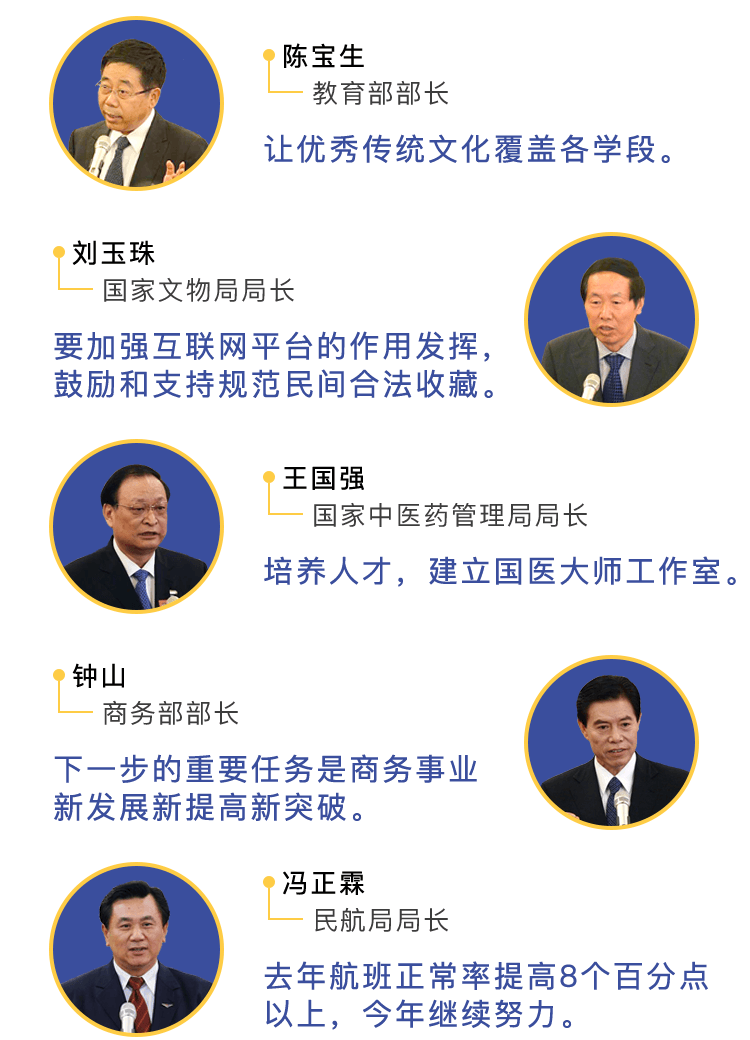 陈宝生
教育部部长
让优秀传统文化覆盖各学段。
刘玉珠
国家文物局局长
要加强互联网平台的作用发挥，
鼓励和支持规范民间合法收藏。
王国强
国家中医药管理局局长
培养人才，建立国医大师工作室。
钟山
商务部部长
下一步的重要任务是商务事业
新发展新提高新突破。
冯正霖
民航局局长
去年航班正常率提高8个百分点
以上，今年继续努力。